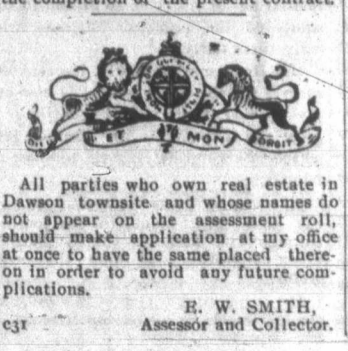 the completion of the present contract.
ET MON
All parties who own real estate in
Dawson townsite and whose names do
not appear on the assessment roll,
should make application at my office
at once to have the same placed there-
on in order to avoid any future com-
plications.
E. W. SMITH,
c31 Assessor and Collector.